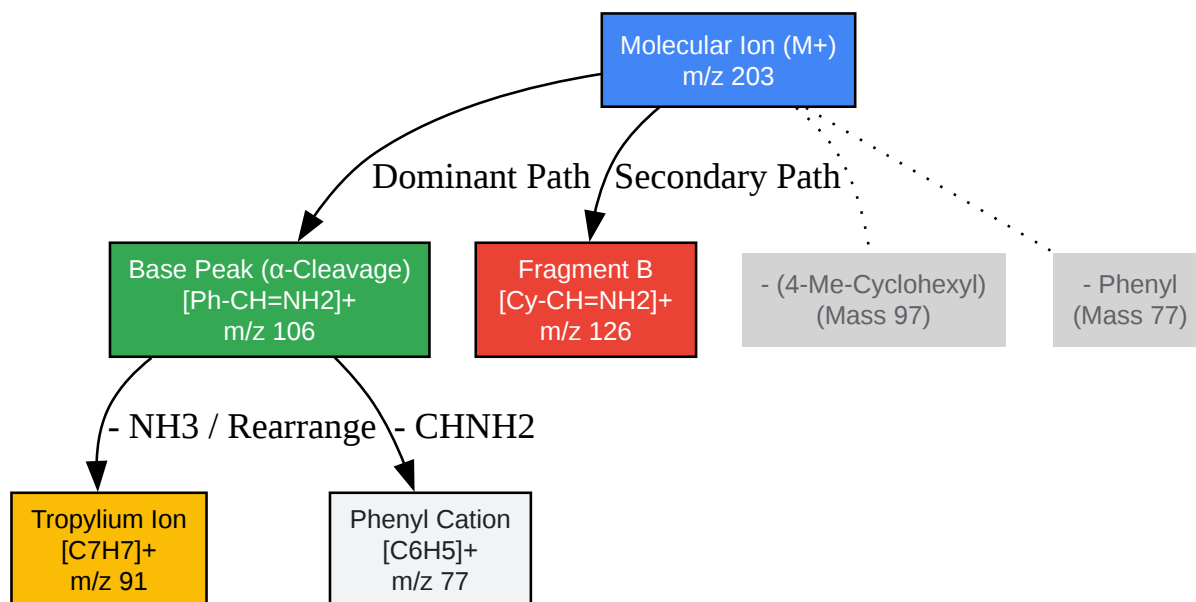 Molecular Ion (M+)
m/z 203
Dominant Path
Secondary Path
Base Peak (α-Cleavage)
[Ph-CH=NH2]+
m/z 106
Fragment B
[Cy-CH=NH2]+
m/z 126
- (4-Me-Cyclohexyl)
(Mass 97)
- Phenyl
(Mass 77)
- NH3 / Rearrange
- CHNH2
Tropylium Ion
[C7H7]+
m/z 91
Phenyl Cation
[C6H5]+
m/z 77